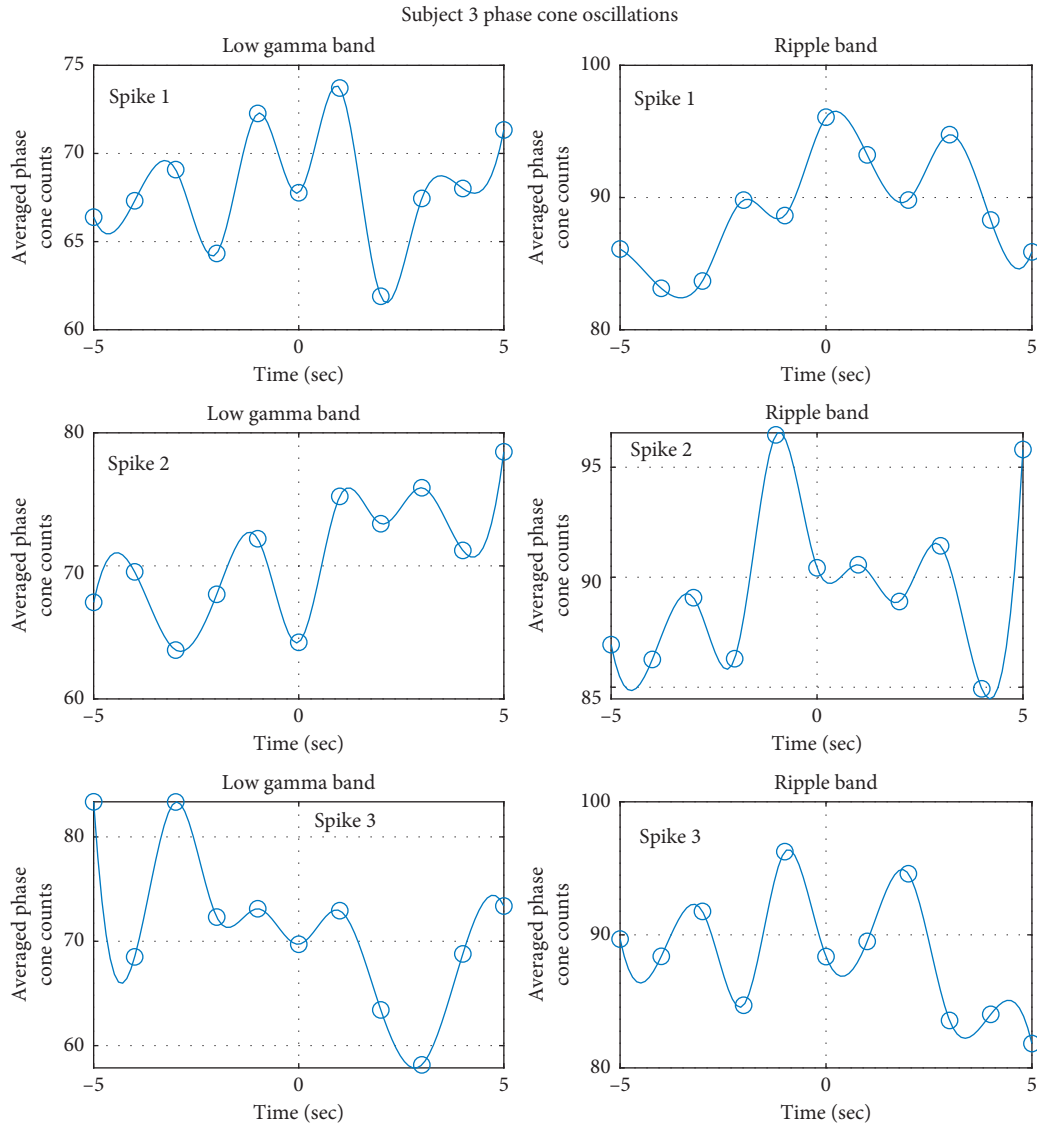 Subject 3 phase cone oscillations
Low gamma band
Spike 1
Averaged phase
cone counts
75
70
65
60
−5
0
5
Time (sec)
Ripple band
Spike 1
Averaged phase
cone counts
100
90
80
−5
0
5
Time (sec)
Low gamma band
Spike 2
Averaged phase
cone counts
80
70
60
−5
0
5
Time (sec)
Ripple band
Spike 2
Averaged phase
cone counts
95
90
85
−5
0
5
Time (sec)
Low gamma band
Spike 3
Averaged phase
cone counts
80
70
60
−5
0
5
Time (sec)
Ripple band
Spike 3
Averaged phase
cone counts
100
90
80
−5
0
5
Time (sec)